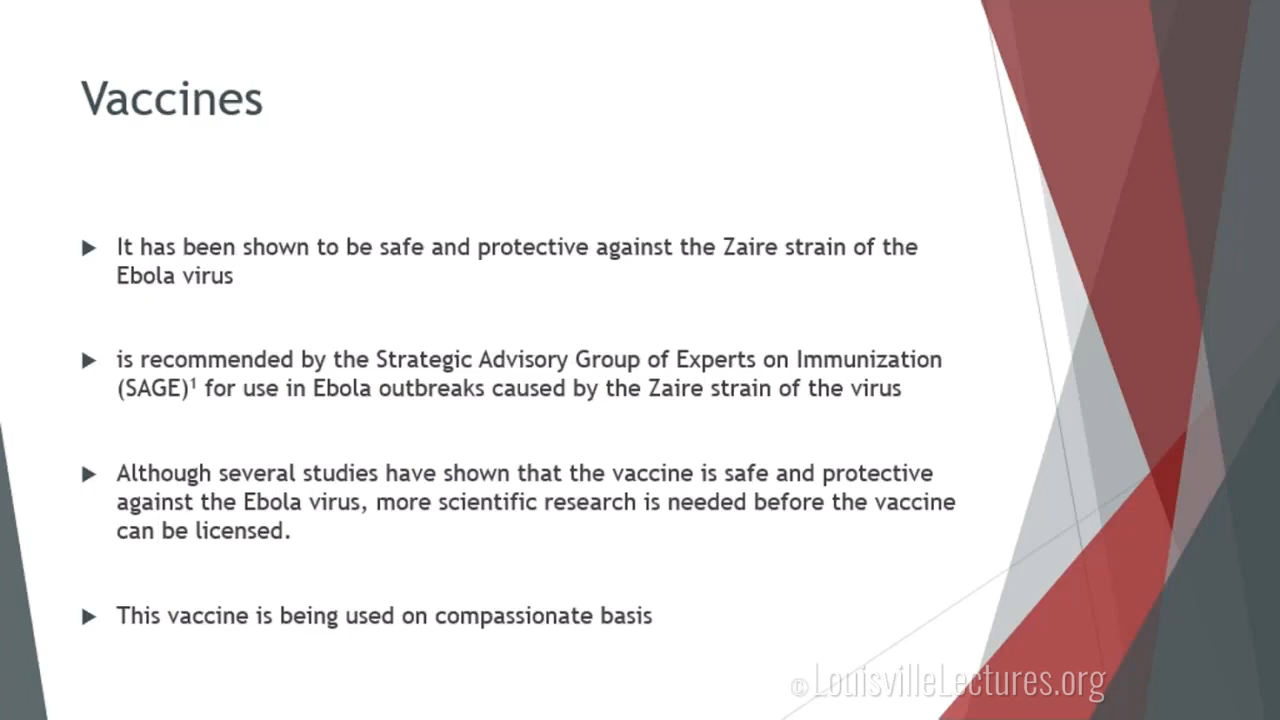 Vaccines
It has been shown to be safe and protective against the Zaire strain of the
Ebola virus
is recommended by the Strategic Advisory Group of Experts on Immunization
(SAGE)¹ for use in Ebola outbreaks caused by the Zaire strain of the virus
Although several studies have shown that the vaccine is safe and protective
against the Ebola virus, more scientific research is needed before the vaccine
can be licensed.
This vaccine is being used on compassionate basis
©LouisvilleLectures.org